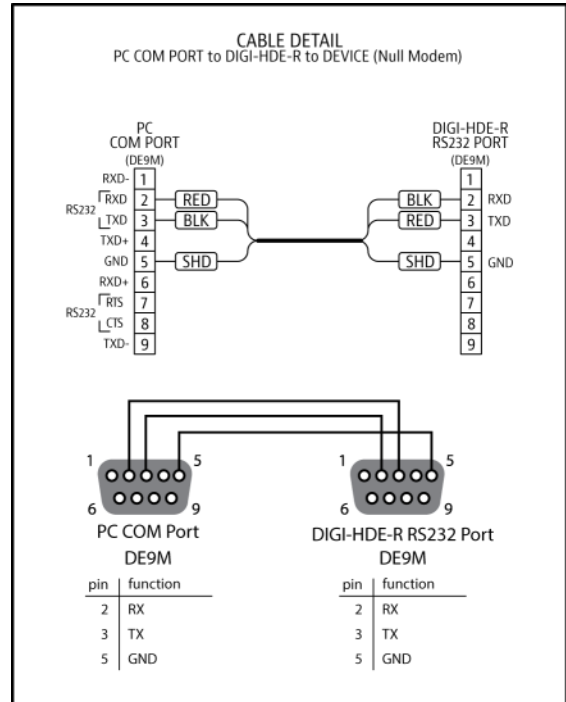 CABLE DETAIL
PC COM PORT to DIGI-HDE-R to DEVICE (Null Modem)
PC
COM PORT
(DE9M)
DIGI-HDE-R
RS232 PORT
(DE9M)
RXD- 1
RS232
RXD 2 RED
TXD 3 BLK
TXD+ 4
GND 5 SHD
RXD+ 6
RS232
RTS 7
CTS 8
TXD- 9
1
BLK 2 RXD
RED 3 TXD
4
SHD 5 GND
6
7
8
9
1 5
6 9
PC COM Port
DE9M
pin function
2 RX
3 TX
5 GND
1 5
6 9
DIGI-HDE-R RS232 Port
DE9M
pin function
2 RX
3 TX
5 GND